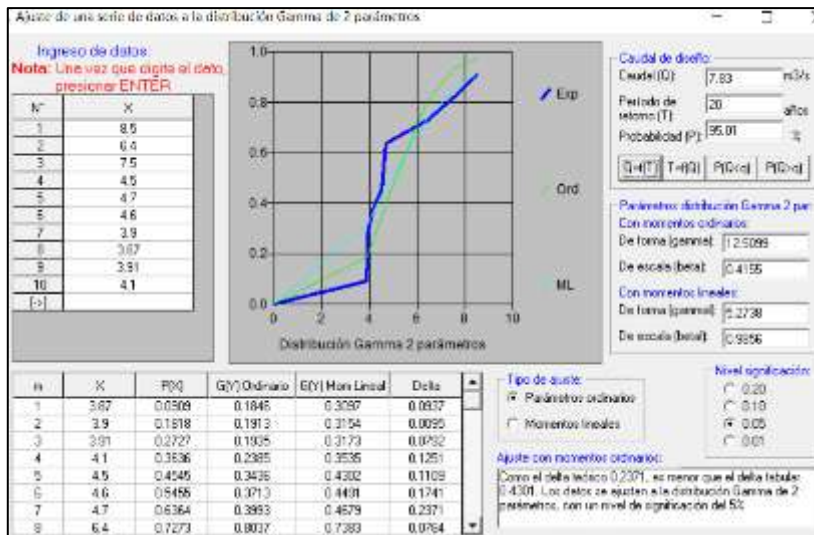 Ajuste de una serie de datos a la distribución Gamma de 2 parámetros
Ingreso de datos:
Nota: Una vez que digite el dato,
presionar ENTER
N° X
1 8.5
2 6.4
3 7.5
4 4.5
5 4.7
6 4.6
7 3.9
8 3.87
9 3.91
10 4.1
[->]
1.0
0.8
0.6
0.4
0.2
0.0
0 2 4 6 8 10
Distribución Gamma 2 parámetros
Exp
Ord
ML
Caudal de diseño:
Caudal (Q): 7.83 m3/s
Período de
retorno (T): 20 años
Probabilidad (P): 95.01 %
Q=f(T) T=f(Q) P(Q<q) P(Q>q)
Parámetros distribución Gamma 2 par
Con momentos ordinarios:
De forma (gamma): 12.5099
De escala (beta): 0.4155
Con momentos lineales:
De forma (gamma): 5.2738
De escala (beta): 0.9856
m X P(X) G(Y) Ordinario G(Y) Mom Lineal Delta
1 3.87 0.0909 0.1846 0.3097 0.0937
2 3.9 0.1818 0.1913 0.3154 0.0095
3 3.91 0.2727 0.1935 0.3173 0.0792
4 4.1 0.3636 0.2385 0.3535 0.1251
5 4.5 0.4545 0.3436 0.4302 0.1109
6 4.6 0.5455 0.3713 0.4491 0.1741
7 4.7 0.6364 0.3993 0.4679 0.2371
8 6.4 0.7273 0.8037 0.7383 0.0764
Tipo de ajuste:
Parámetros ordinarios
Momentos lineales
Nivel significación:
0.20
0.10
0.05
0.01
Ajuste con momentos ordinarios:
Como el delta teórico 0.2371, es menor que el delta tabular
0.4301. Los datos se ajustan a la distribución Gamma de 2
parámetros, con un nivel de significación del 5%